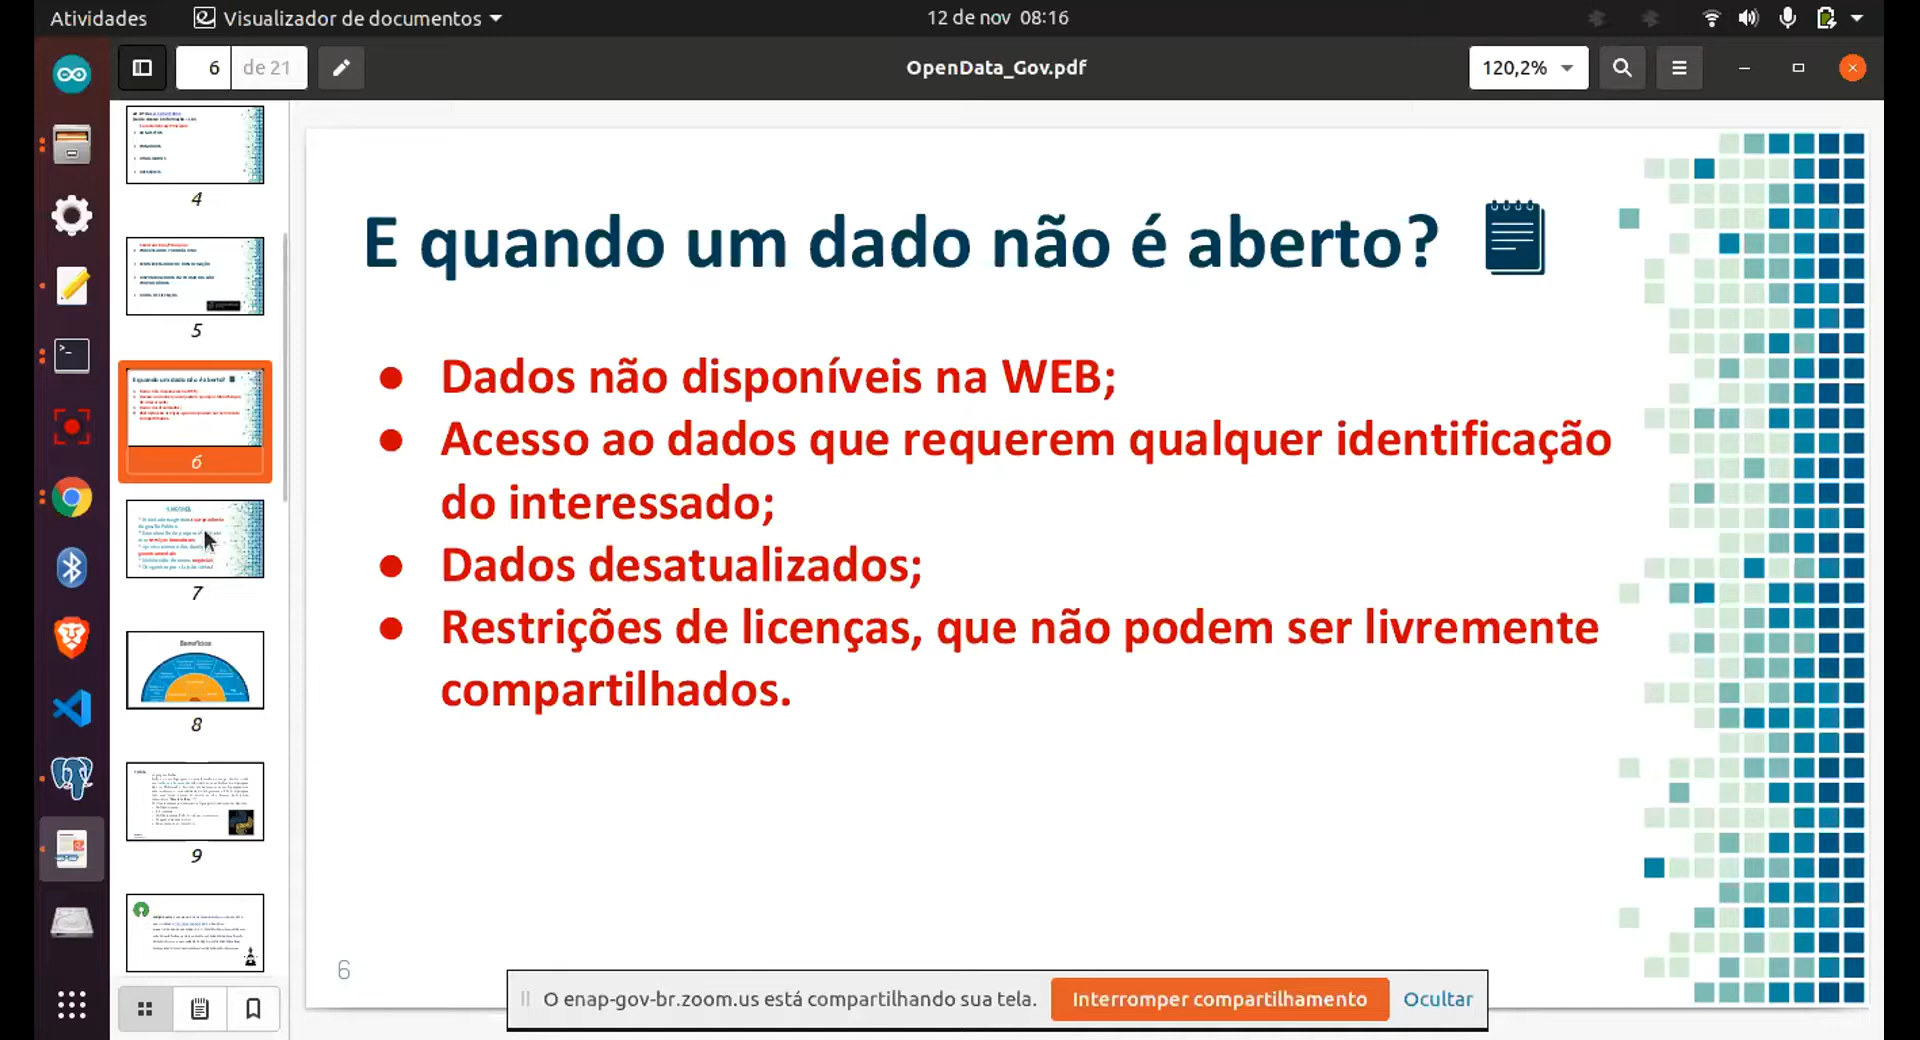 Atividades
Visualizador de documentos
12 de nov 08:16
6
de 21
OpenData_Gov.pdf
120,2%
4
5
6
7
Benefícios
8
9
E quando um dado não é aberto?
● Dados não disponíveis na WEB;
● Acesso ao dados que requerem qualquer identificação
do interessado;
● Dados desatualizados;
● Restrições de licenças, que não podem ser livremente
compartilhados.
6
O enap-gov-br.zoom.us está compartilhando sua tela.
Interromper compartilhamento
Ocultar